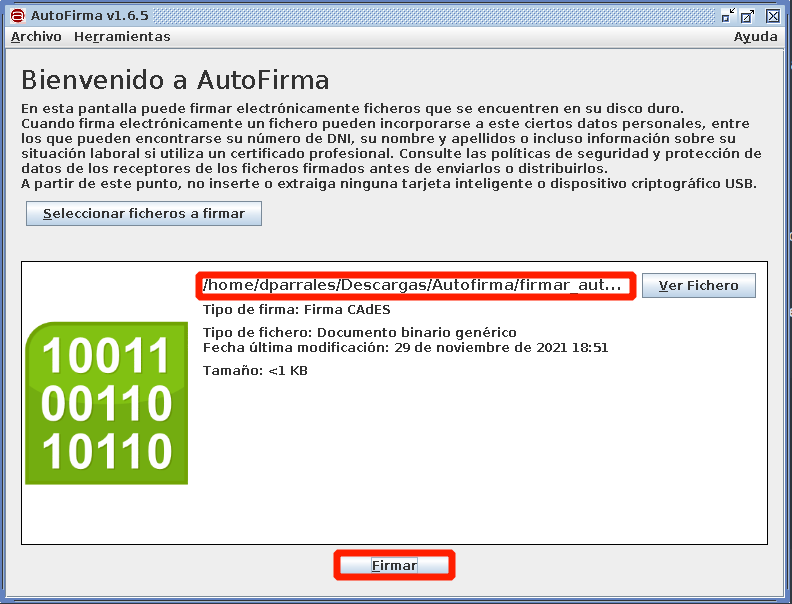 AutoFirma v1.6.5
Archivo Herramientas Ayuda
Bienvenido a AutoFirma
En esta pantalla puede firmar electrónicamente ficheros que se encuentren en su disco duro.
Cuando firma electrónicamente un fichero pueden incorporarse a este ciertos datos personales, entre
los que pueden encontrarse su número de DNI, su nombre y apellidos o incluso información sobre su
situación laboral si utiliza un certificado profesional. Consulte las políticas de seguridad y protección de
datos de los receptores de los ficheros firmados antes de enviarlos o distribuirlos.
A partir de este punto, no inserte o extraiga ninguna tarjeta inteligente o dispositivo criptográfico USB.
Seleccionar ficheros a firmar
/home/dparrales/Descargas/Autofirma/firmar_aut... Ver Fichero
Tipo de firma: Firma CAdES
Tipo de fichero: Documento binario genérico
Fecha última modificación: 29 de noviembre de 2021 18:51
Tamaño: <1 KB
10011
00110
10110
Firmar